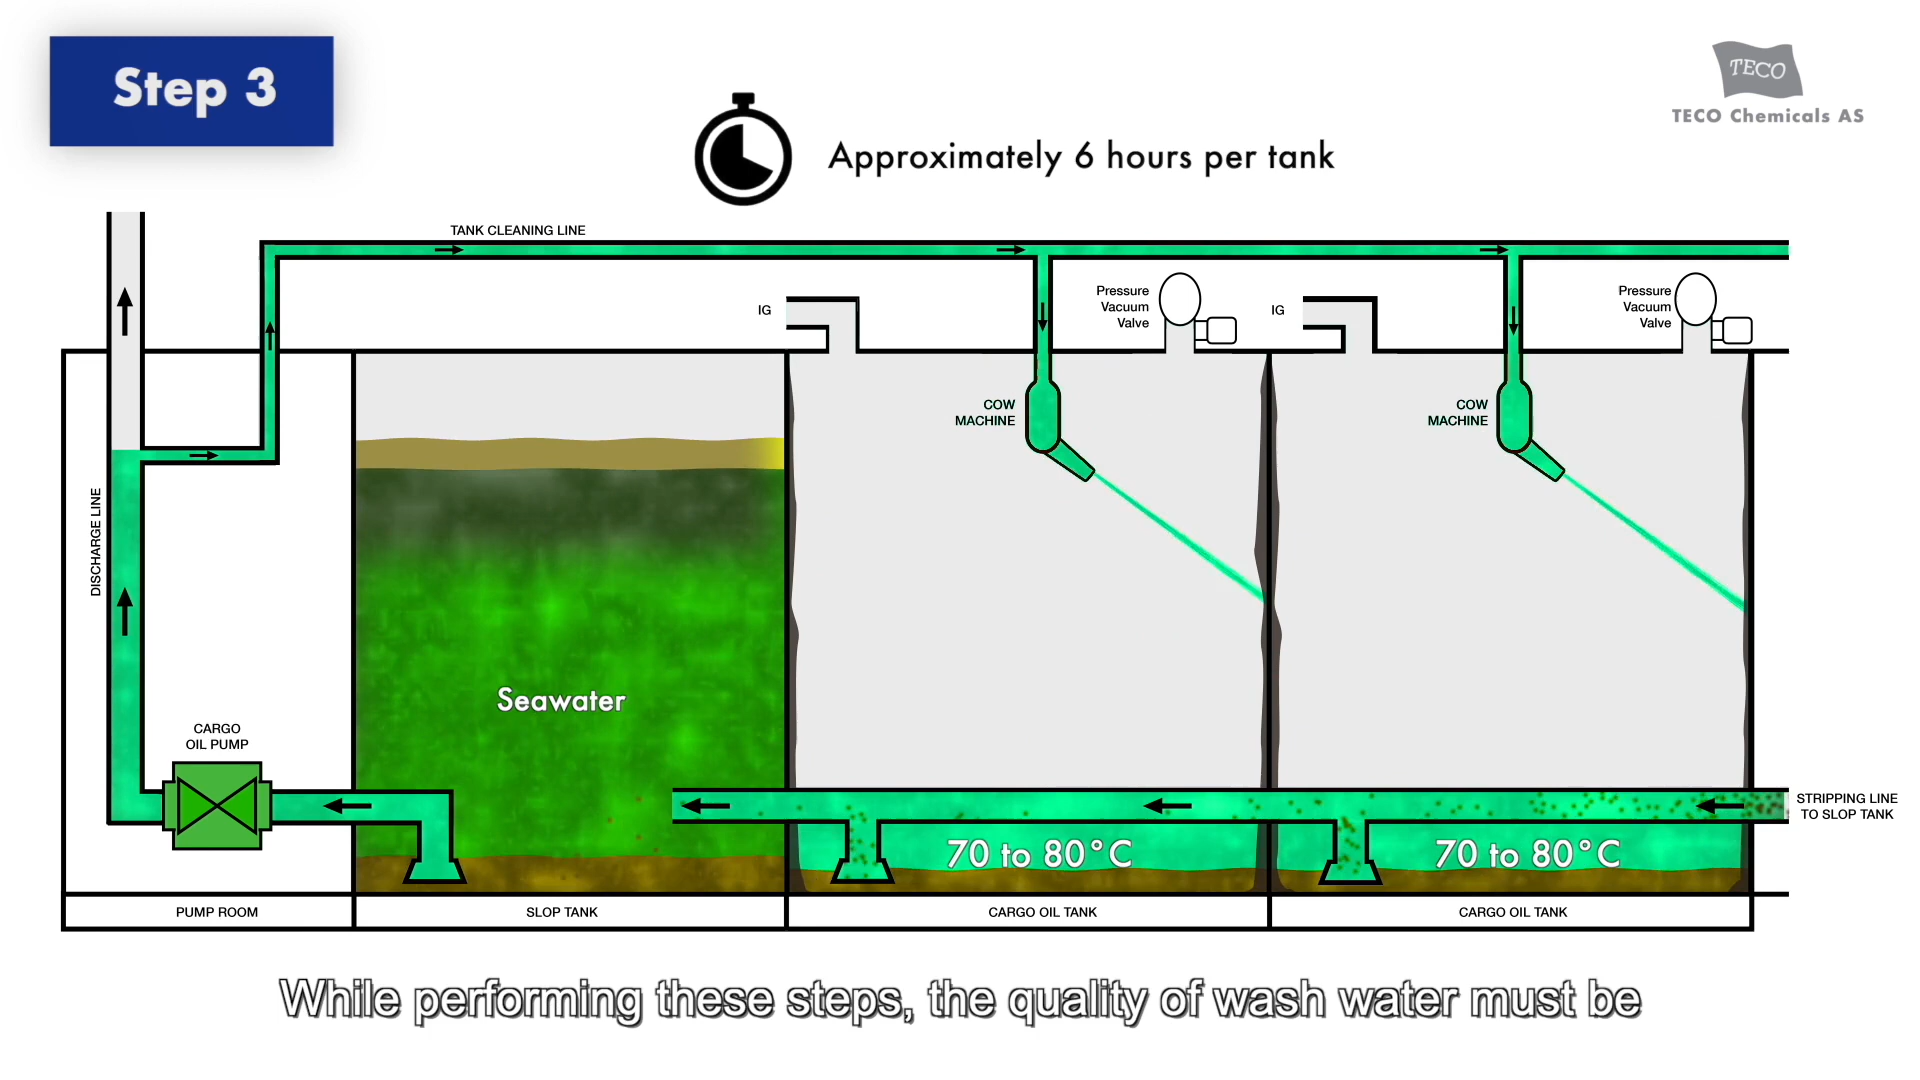 Step 3
TECO
TECO Chemicals AS
Approximately 6 hours per tank
TANK CLEANING LINE
IG
Pressure
Vacuum
Valve
IG
Pressure
Vacuum
Valve
COW
MACHINE
COW
MACHINE
DISCHARGE LINE
Seawater
CARGO
OIL PUMP
STRIPPING LINE
TO SLOP TANK
70 to 80°C
70 to 80°C
PUMP ROOM
SLOP TANK
CARGO OIL TANK
CARGO OIL TANK
While performing these steps, the quality of wash water must be